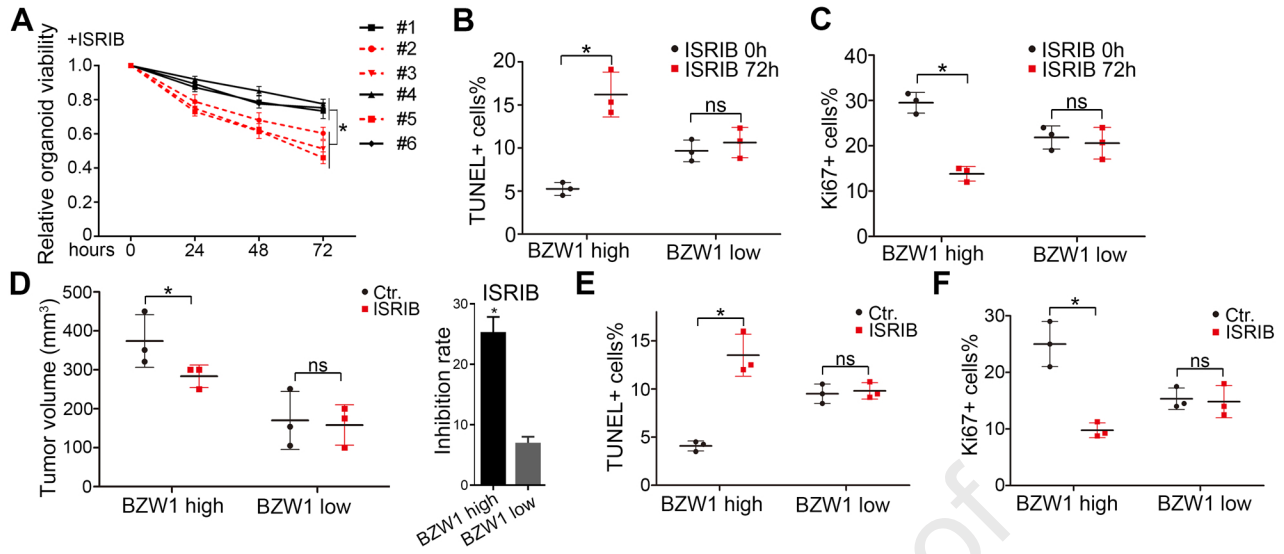 A
+ISRIB
Relative organoid viability
1.0
0.8
0.6
0.4
0.2
0
hours 0 24 48 72
*
#1
#2
#3
#4
#5
#6
B
ISRIB 0h
ISRIB 72h
TUNEL+ cells%
20
15
10
5
0
*
ns
BZW1 high BZW1 low
C
ISRIB 0h
ISRIB 72h
Ki67+ cells%
40
30
20
10
0
*
ns
BZW1 high BZW1 low
D
Ctr.
ISRIB
Tumor volume (mm³)
500
400
300
200
100
0
*
ns
BZW1 high BZW1 low
ISRIB
Inhibition rate
30
20
10
0
*
BZW1 high
BZW1 low
E
Ctr.
ISRIB
TUNEL+ cells%
15
10
5
0
*
ns
BZW1 high BZW1 low
F
Ctr.
ISRIB
Ki67+ cells%
30
20
10
0
*
ns
BZW1 high BZW1 low
of